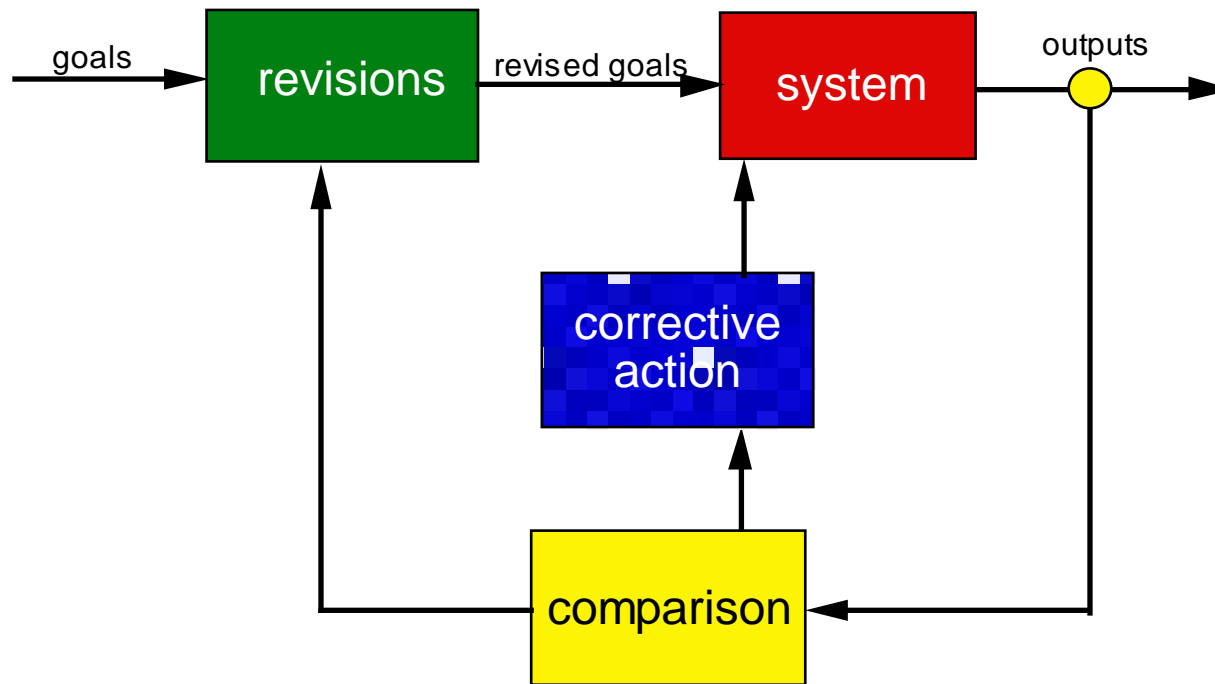 goals
revisions
revised goals
system
outputs
corrective
action
comparison